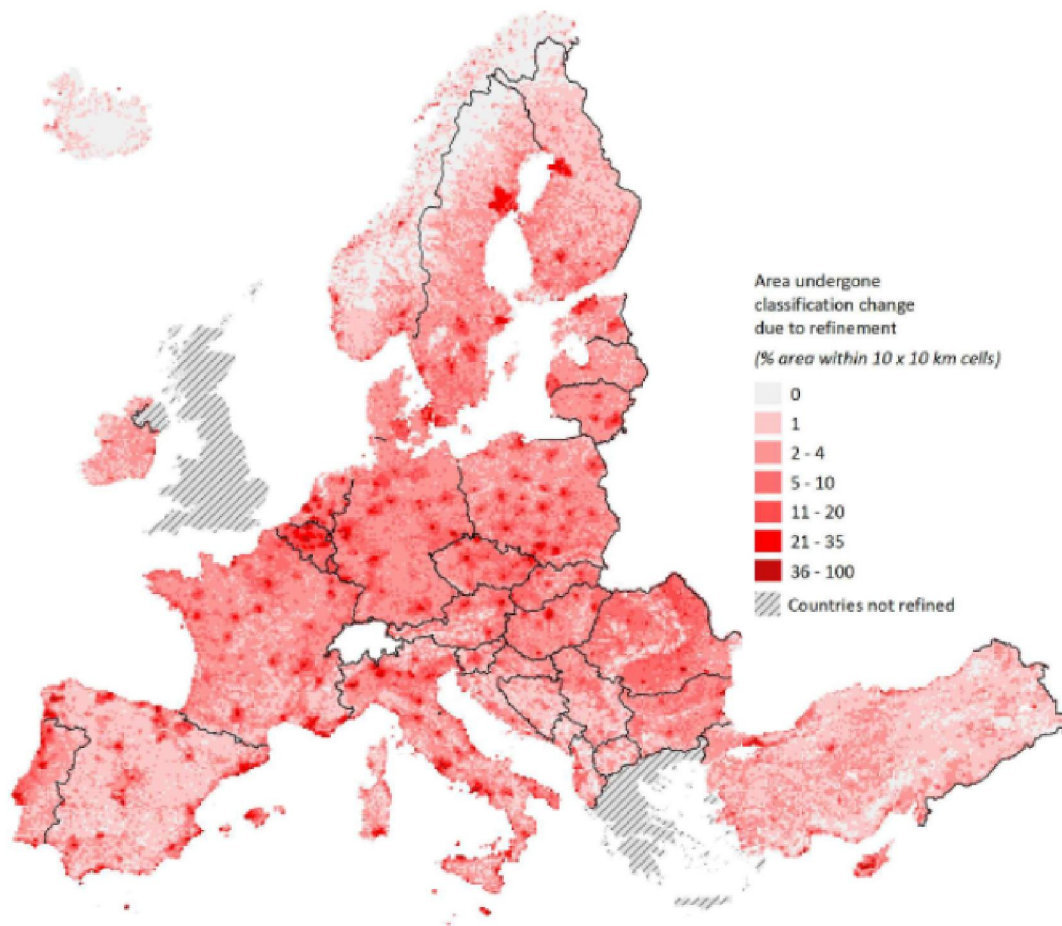 Area undergone
classification change
due to refinement
(% area within 10 x 10 km cells)
0
1
2 - 4
5 - 10
11 - 20
21 - 35
36 - 100
Countries not refined